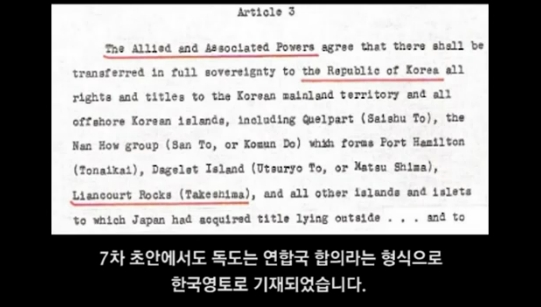 Article 3
The Allied and Associated Powers agree that there shall be
transferred in full sovereignty to the Republic of Korea all
rights and titles to the Korean mainland territory and all
offshore Korean islands, including Quelpart (Saishu To), the
Nan How group (San To, or Komun Do) which forms Port Hamilton
(Tonaikai), Dagelet Island (Utsuryo To, or Matsu Shima),
Liancourt Rocks (Takeshima), and all other islands and islets
to which Japan had acquired title lying outside . . . and to
7차 초안에서도 독도는 연합국 합의라는 형식으로
한국영토로 기재되었습니다.